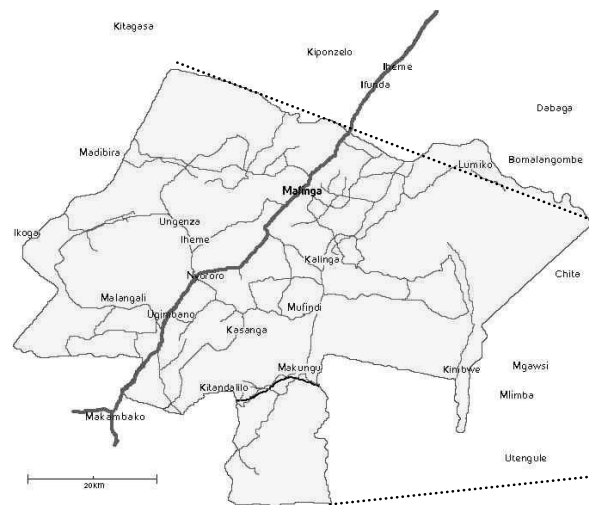 Kitagasa
Kiponzelo
Iheme
Ifunda
Dabaga
Madibira
Lumiko
Bomalangombe
Malinga
Ungenza
Ikoga
Iheme
Kalinga
Nyororo
Chita
Malangali
Mufindi
Ugimbano
Kasanga
Makungu
Kimbwe
Mgawsi
Kitandalilo
Mlimba
Makambako
Utengule
20KM